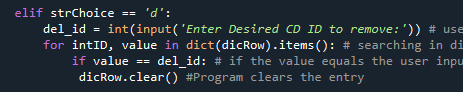 elif strChoice == 'd':
del_id = int(input('Enter Desired CD ID to remove:')) # use
for intID, value in dict(dicRow).items(): # searching in di
if value == del_id: # if the value equals the user inpu
dicRow.clear() #Program clears the entry